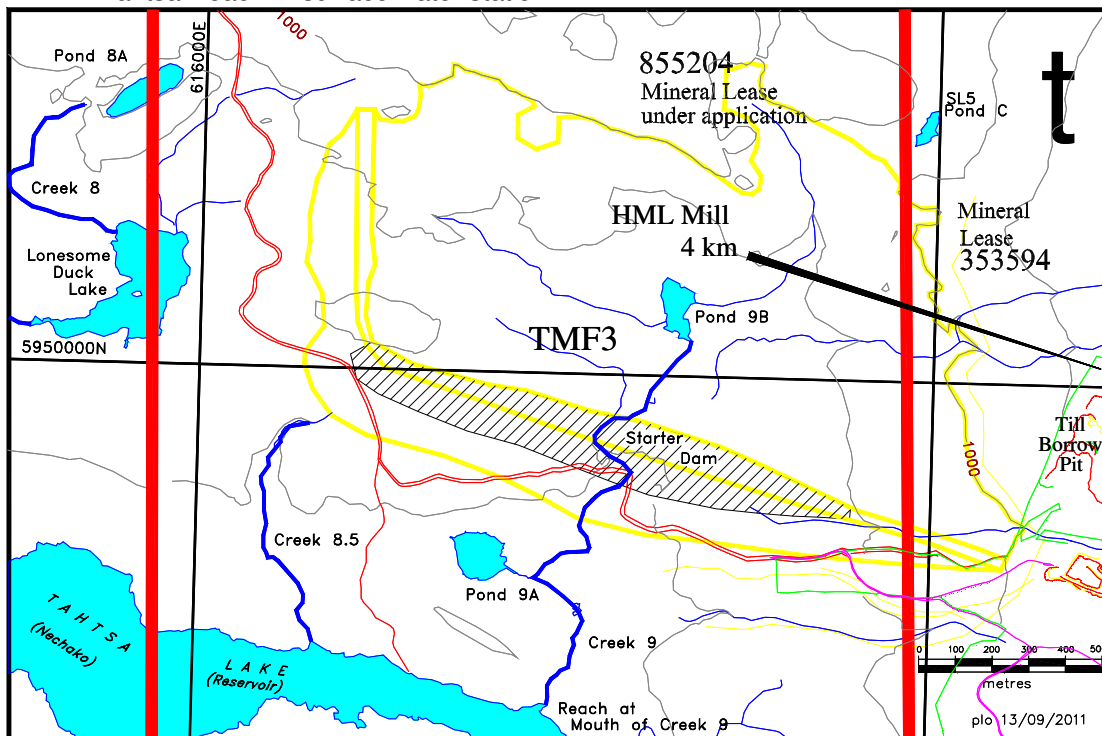 1000
Pond 8A
616000E
855204
Mineral Lease
under application
t
SL5
Pond C
Creek 8
HML Mill
4 km
Mineral
Lease
353594
Lonesome
Duck
Lake
Pond 9B
TMF3
5950000N
Starter
Dam
1000
Till
Borrow
Pit
Creek 8.5
Pond 9A
TAHTSA
(Nechako)
Creek 9
LAKE
(Reservoir)
0 100 200 300 400 50
metres
Reach at
Mouth of Creek 9
plo 13/09/2011